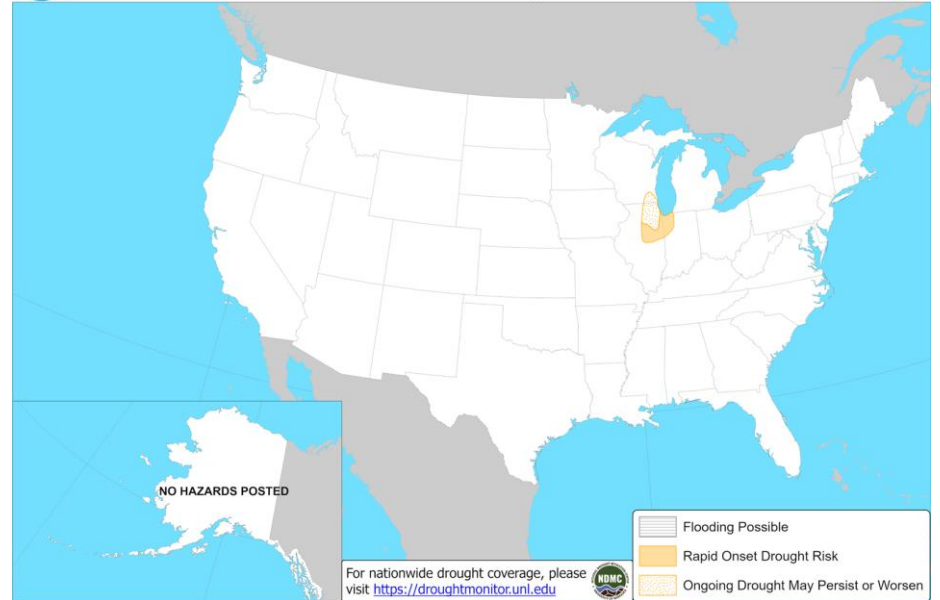 NO HAZARDS POSTED
For nationwide drought coverage, please
visit https://droughtmonitor.unl.edu
NDMC
Flooding Possible
Rapid Onset Drought Risk
Ongoing Drought May Persist or Worsen